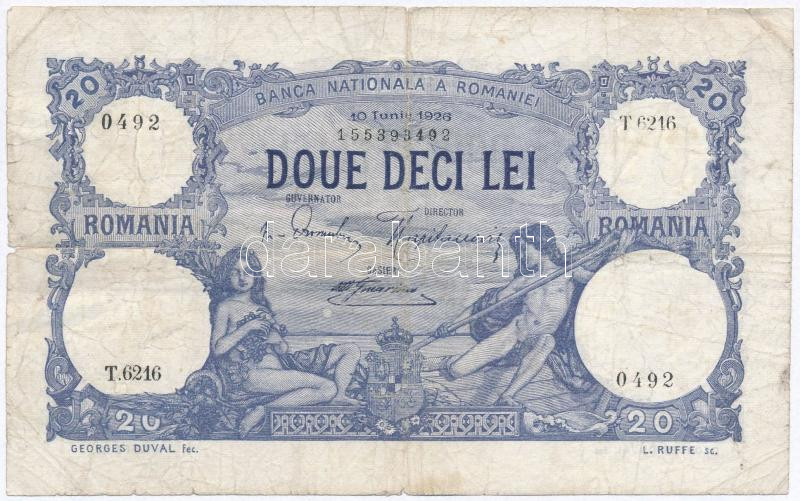 20 20
BANCA NATIONALA A ROMANIEI
10 Iunie 1926
0492 155393492 T 6216
DOUE DECI LEI
GUVERNATOR DIRECTOR
ROMANIA ROMANIA
darabanth
CASIER
T.6216 0492
20 20
GEORGES DUVAL fec. L. RUFFE sc.